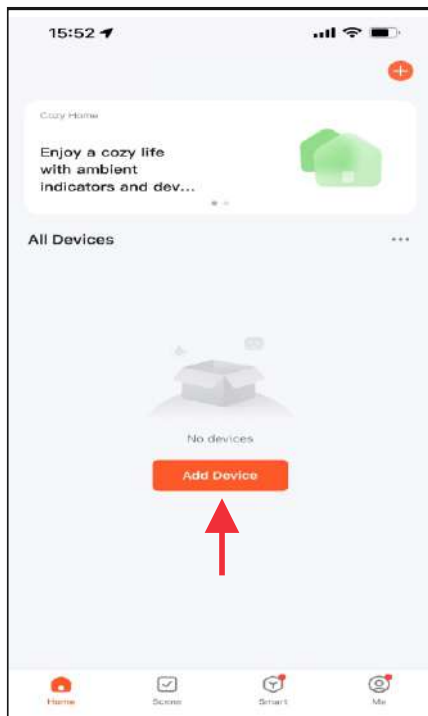 15:52
Cozy Home
Enjoy a cozy life
with ambient
indicators and dev...
All Devices
No devices
Add Device
Home
Scene
Smart
Me